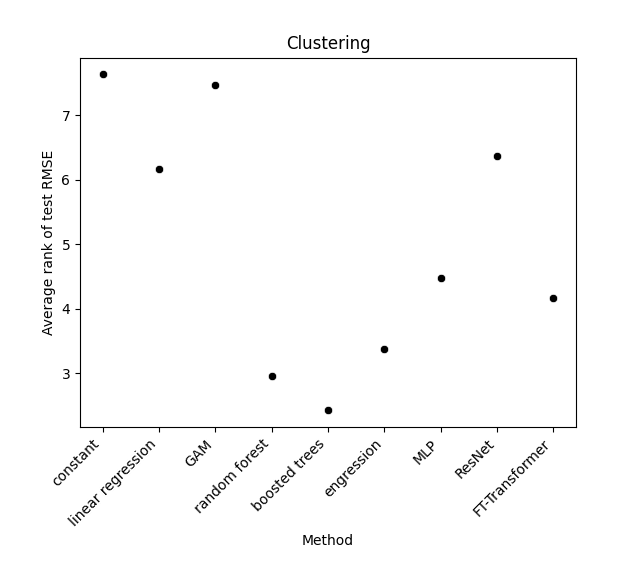 Clustering
Average rank of test RMSE
7
6
5
4
3
constant
linear regression
GAM
random forest
boosted trees
engression
MLP
ResNet
FT-Transformer
Method